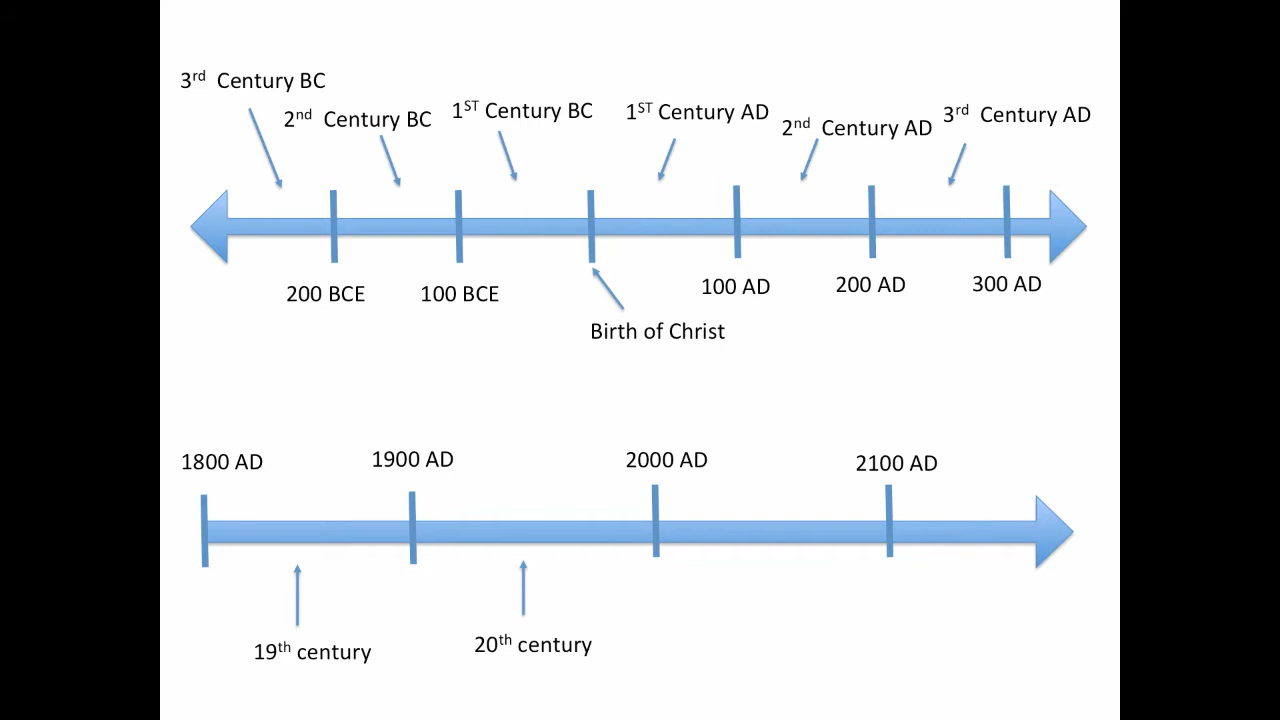 3rd Century BC
2nd Century BC
1ST Century BC
1ST Century AD
2nd Century AD
3rd Century AD
200 BCE
100 BCE
100 AD
200 AD
300 AD
Birth of Christ
1800 AD
1900 AD
2000 AD
2100 AD
19th century
20th century